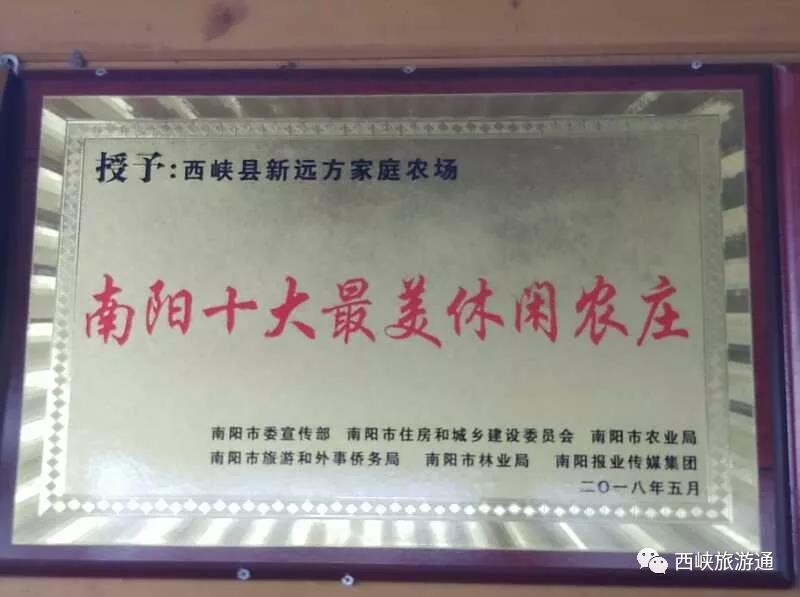 授予:西峡县新远方家庭农场
南阳十大最美休闲农庄
南阳市委宣传部 南阳市住房和城乡建设委员会 南阳市农业局
南阳市旅游和外事侨务局 南阳市林业局 南阳报业传媒集团
二〇一八年五月
西峡旅游通